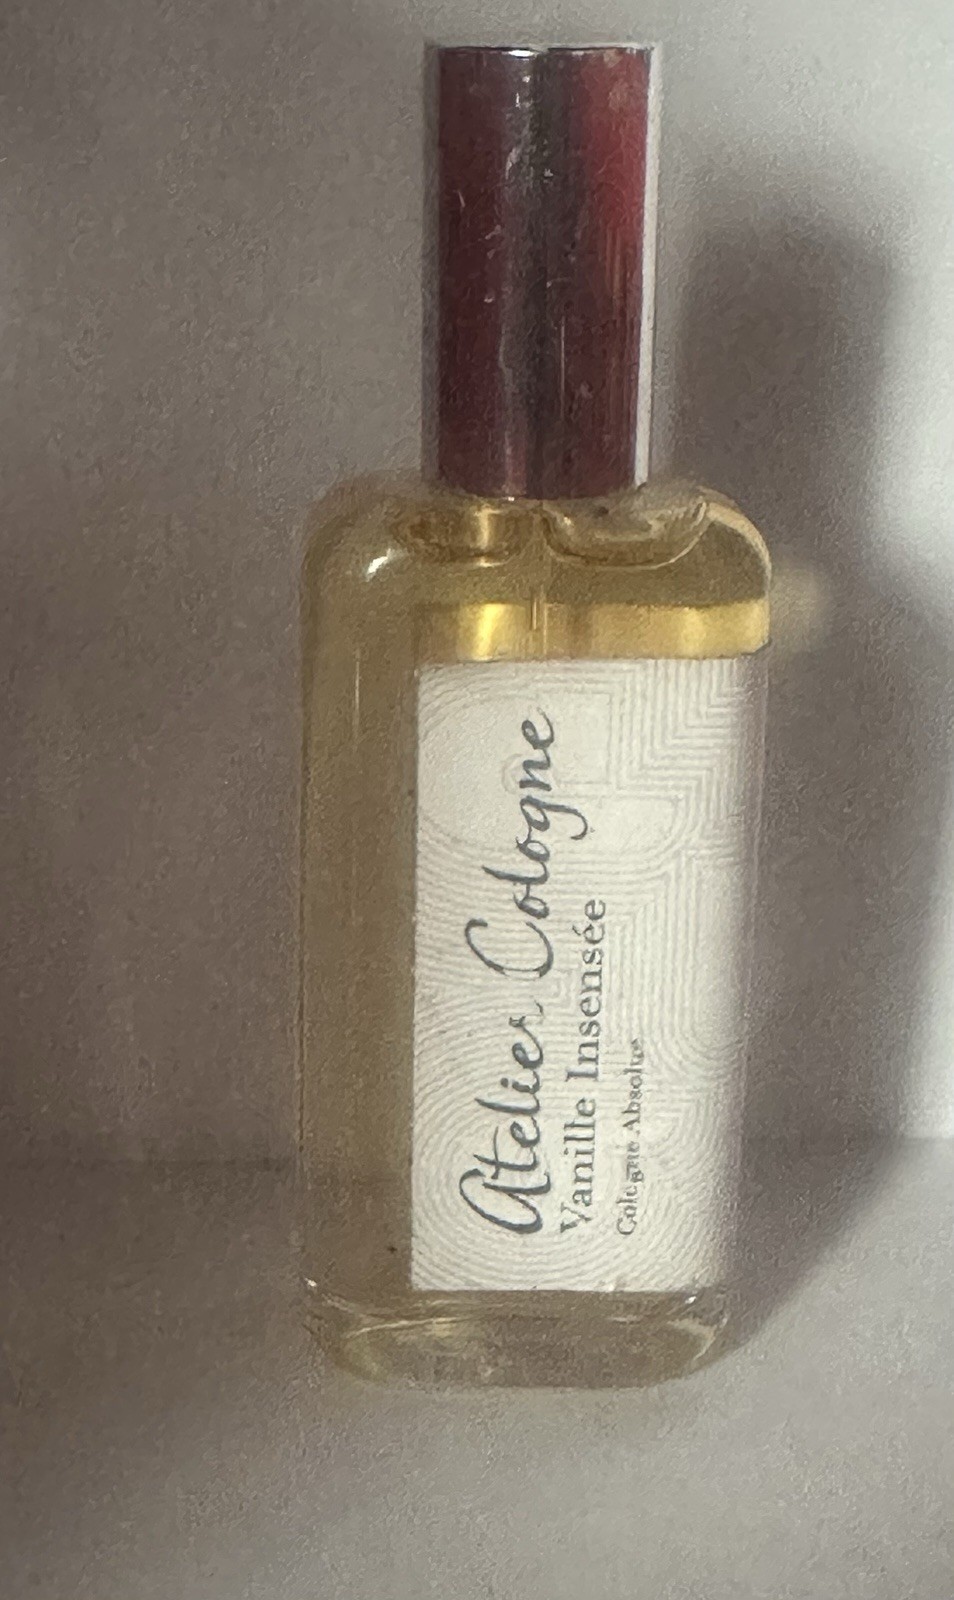 Atelier Cologne
Vanille Insensée
Cologne Absolue